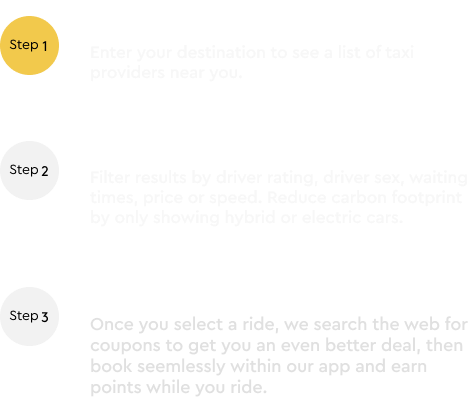 Step 1
Enter your destination to see a list of taxi
providers near you.
Step 2
Filter results by driver rating, driver sex, waiting
times, price or speed. Reduce carbon footprint
by only showing hybrid or electric cars.
Step 3
Once you select a ride, we search the web for
coupons to get you an even better deal, then
book seemlessly within our app and earn
points while you ride.